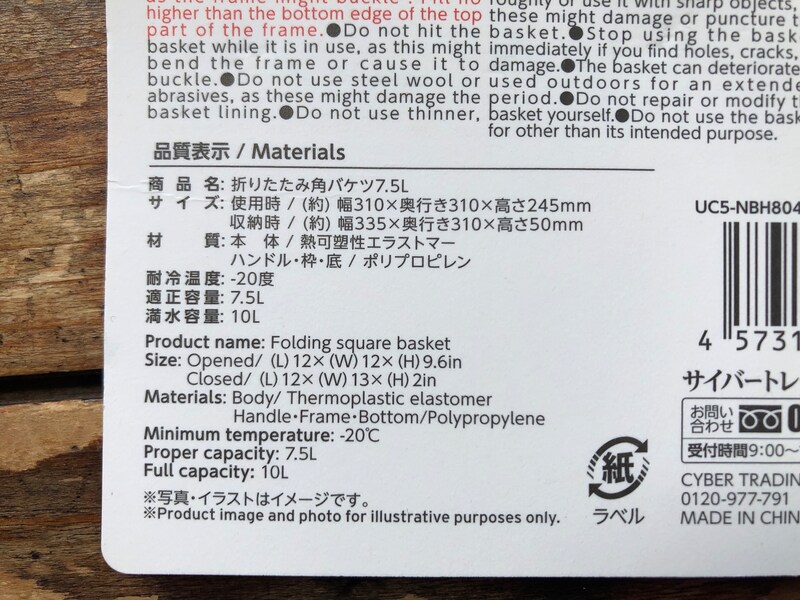 higher than the bottom edge of the top
part of the frame.●Do not hit the
basket while it is in use, as this might
bend the frame or cause it to
buckle.●Do not use steel wool or
abrasives, as these might damage the
basket lining.●Do not use thinner,
roughly or use it with sharp objects,
these might damage or puncture
basket.●Stop using the
immediately if you find holes, cracks,
damage.●The basket can deteriorate
used outdoors for an
period.●Do not repair or modify
basket yourself.●Do not use the
for other than its intended purpose.
品質表示 / Materials
商品名: 折りたたみ角バケツ7.5L
サイズ: 使用時 / (約) 幅310×奥行き310×高さ245mm
収納時 / (約) 幅335×奥行き310×高さ50mm
材質: 本体 / 熱可塑性エラストマー
ハンドル・枠・底 / ポリプロピレン
耐冷温度: -20度
適正容量: 7.5L
満水容量: 10L
Product name: Folding square basket
Size: Opened/ (L)12×(W)12×(H)9.6in
Closed/ (L)12×(W)13×(H)2in
Materials: Body/ Thermoplastic elastomer
Handle・Frame・Bottom/Polypropylene
Minimum temperature: -20℃
Proper capacity: 7.5L
Full capacity: 10L
※写真・イラストはイメージです。
※Product image and photo for illustrative purposes only.
紙
ラベル
UC5-NBH804
4 5731
サイバートレ
お問い合わせ 0
受付時間9:00～
CYBER TRADIN
0120-977-791
MADE IN CHIN